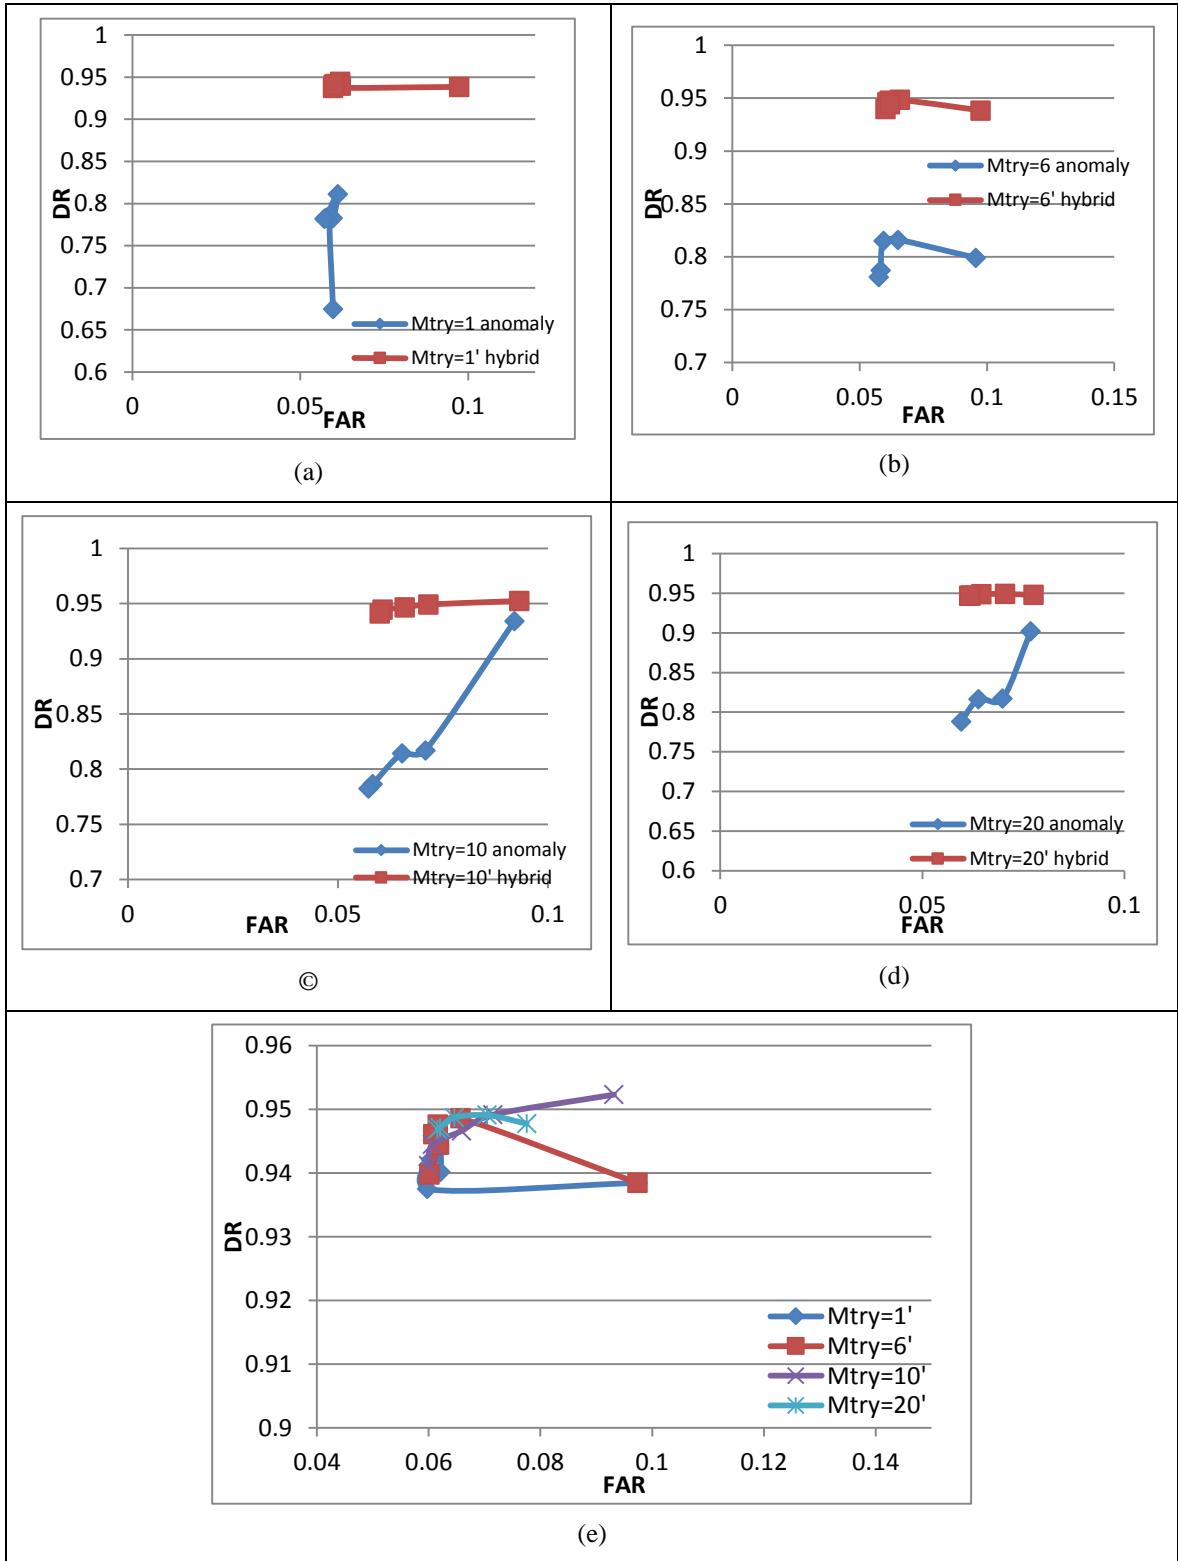 1
0.95
0.9
0.85
0.8
0.75
0.7
0.65
0.6
DR
0
0.05
0.1
FAR
Mtry=1 anomaly
Mtry=1' hybrid
(a)
1
0.95
0.9
0.85
0.8
0.75
0.7
DR
0
0.05
0.1
0.15
FAR
Mtry=6 anomaly
Mtry=6' hybrid
(b)
1
0.95
0.9
0.85
0.8
0.75
0.7
DR
0
0.05
0.1
FAR
Mtry=10 anomaly
Mtry=10' hybrid
©
1
0.95
0.9
0.85
0.8
0.75
0.7
0.65
0.6
DR
0
0.05
0.1
FAR
Mtry=20 anomaly
Mtry=20' hybrid
(d)
0.96
0.95
0.94
0.93
0.92
0.91
0.9
DR
0.04
0.06
0.08
0.1
0.12
0.14
FAR
Mtry=1'
Mtry=6'
Mtry=10'
Mtry=20'
(e)